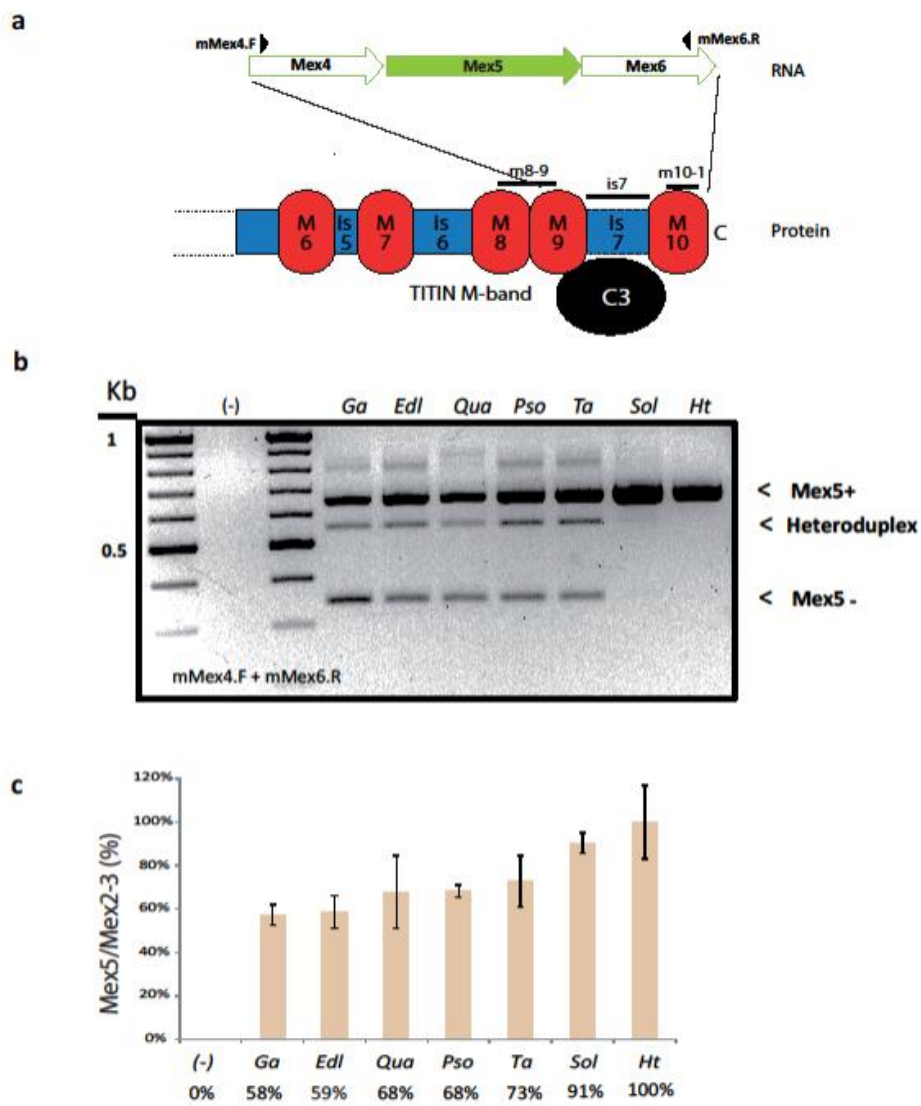 a
mMex4.F
mMex6.R
Mex4 Mex5 Mex6
RNA
m8-9
is7
m10-1
M 6
is 5
M 7
is 6
M 8
M 9
is 7
M 10
C
Protein
TITIN M-band
C3
b
Kb
(-) Ga Edl Qua Pso Ta Sol Ht
1
0.5
< Mex5+
< Heteroduplex
< Mex5 -
mMex4.F + mMex6.R
c
Mex5/Mex2-3 (%)
120%
100%
80%
60%
40%
20%
0%
(-) Ga Edl Qua Pso Ta Sol Ht
0% 58% 59% 68% 68% 73% 91% 100%